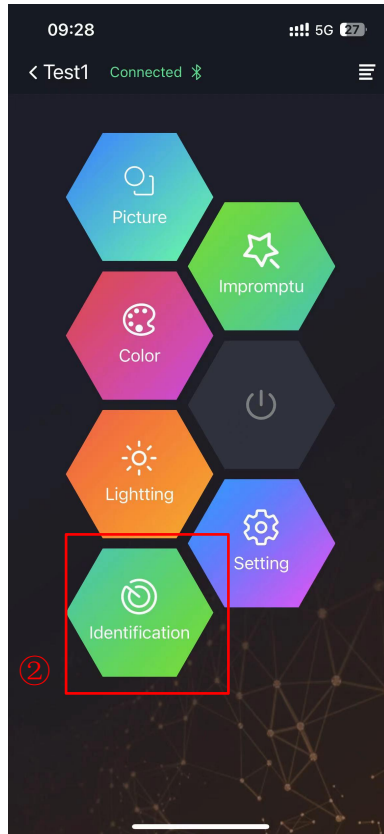 09:28 5G 27
< Test1 Connected
Picture
Impromptu
Color
Lightting
Setting
Identification
②